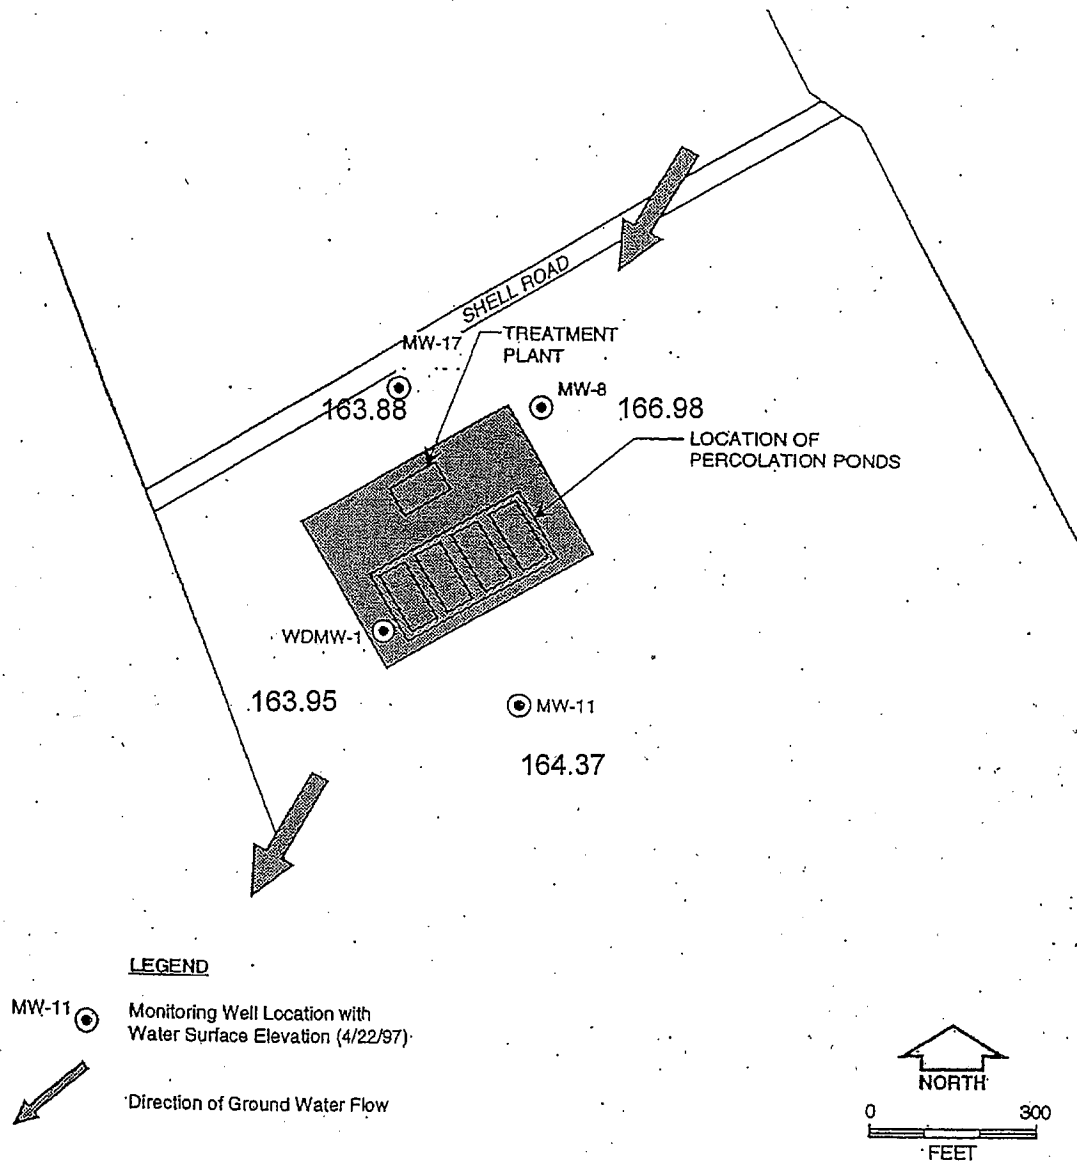 SHELL ROAD
MW-17
TREATMENT
PLANT
163.88
MW-8
166.98
LOCATION OF
PERCOLATION PONDS
WDMW-1
163.95
MW-11
164.37
LEGEND
MW-11
Monitoring Well Location with
Water Surface Elevation (4/22/97)
Direction of Ground Water Flow
NORTH
0 300
FEET